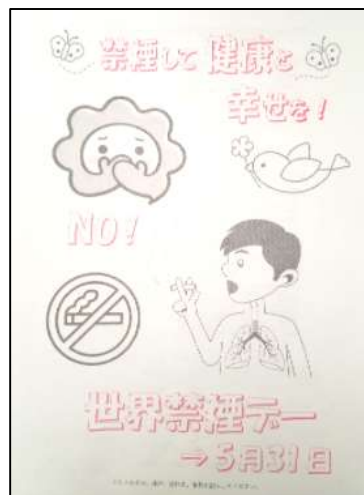 禁煙して健康と
幸せを！
NO！
世界禁煙デー
→5月31日